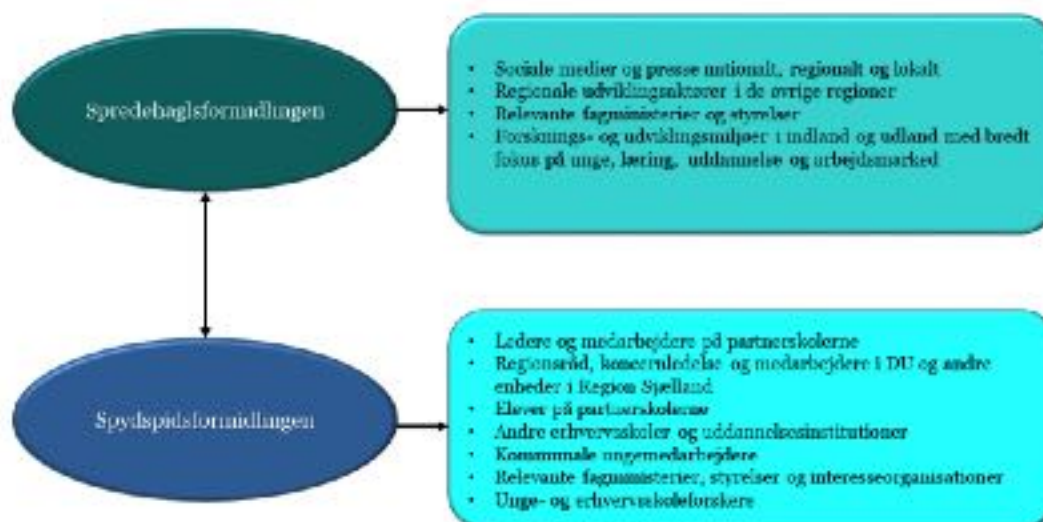 Spredehaglsformidlingen
• Sociale medier og presse nationalt, regionalt og lokalt
• Regionale udviklingsaktører i de øvrige regioner
• Relevante fagministerier og styrelser
• Forsknings- og udviklingsmiljøer i indland og udland med bredt
fokus på unge, læring, uddannelse og arbejdsmarked
Spydspidsformidlingen
• Ledere og medarbejdere på partnerskolerne
• Regionsråd, koncernledelse og medarbejdere i DU og andre
enheder i Region Sjælland
• Elever på partnerskolerne
• Andre erhvervsskoler og uddannelsesinstitutioner
• Kommunale ungemedarbejdere
• Relevante fagministerier, styrelser og interesseorganisationer
• Unge- og erhvervsskoleforskere